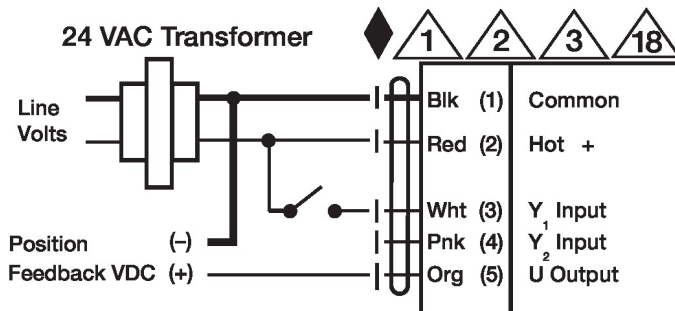 24 VAC Transformer
1 2 3 18
Line Volts
Blk (1) Common
Red (2) Hot +
Wht (3) Y1 Input
Pnk (4) Y2 Input
Org (5) U Output
Position (–)
Feedback VDC (+)